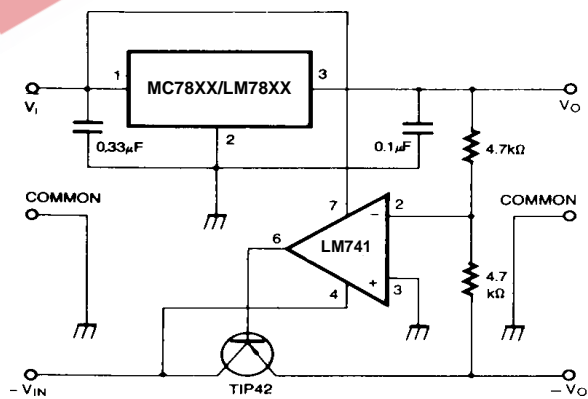 1
MC78XX/LM78XX
3
V_I
V_O
2
0.33μF
0.1μF
4.7kΩ
COMMON
COMMON
7
2
6
−
LM741
+
4
3
4.7
kΩ
− V_IN
TIP42
− V_O